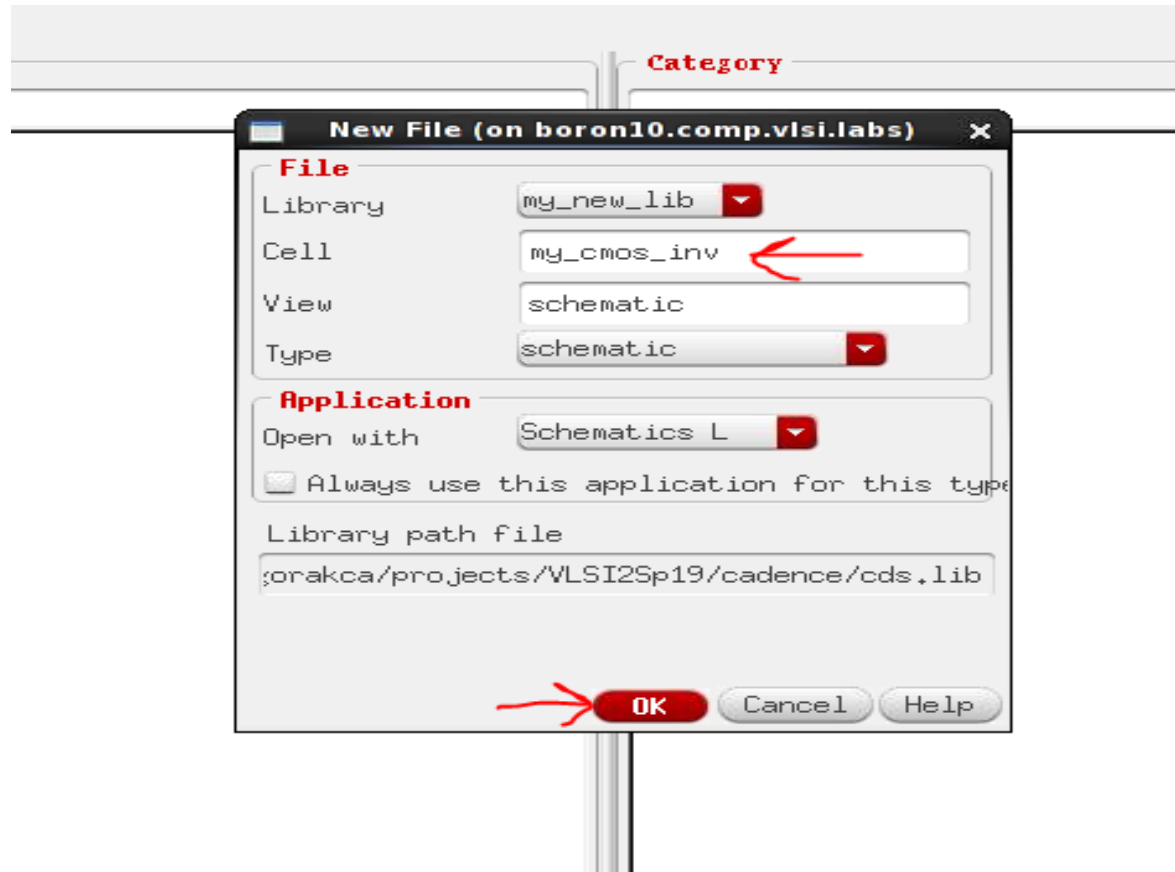 Category
New File (on boron10.comp.vlsi.labs)
File
Library my_new_lib
Cell my_cmos_inv
View schematic
Type schematic
Application
Open with Schematics L
Always use this application for this type
Library path file
gorakca/projects/VLSI2Sp19/cadence/cds.lib
OK Cancel Help